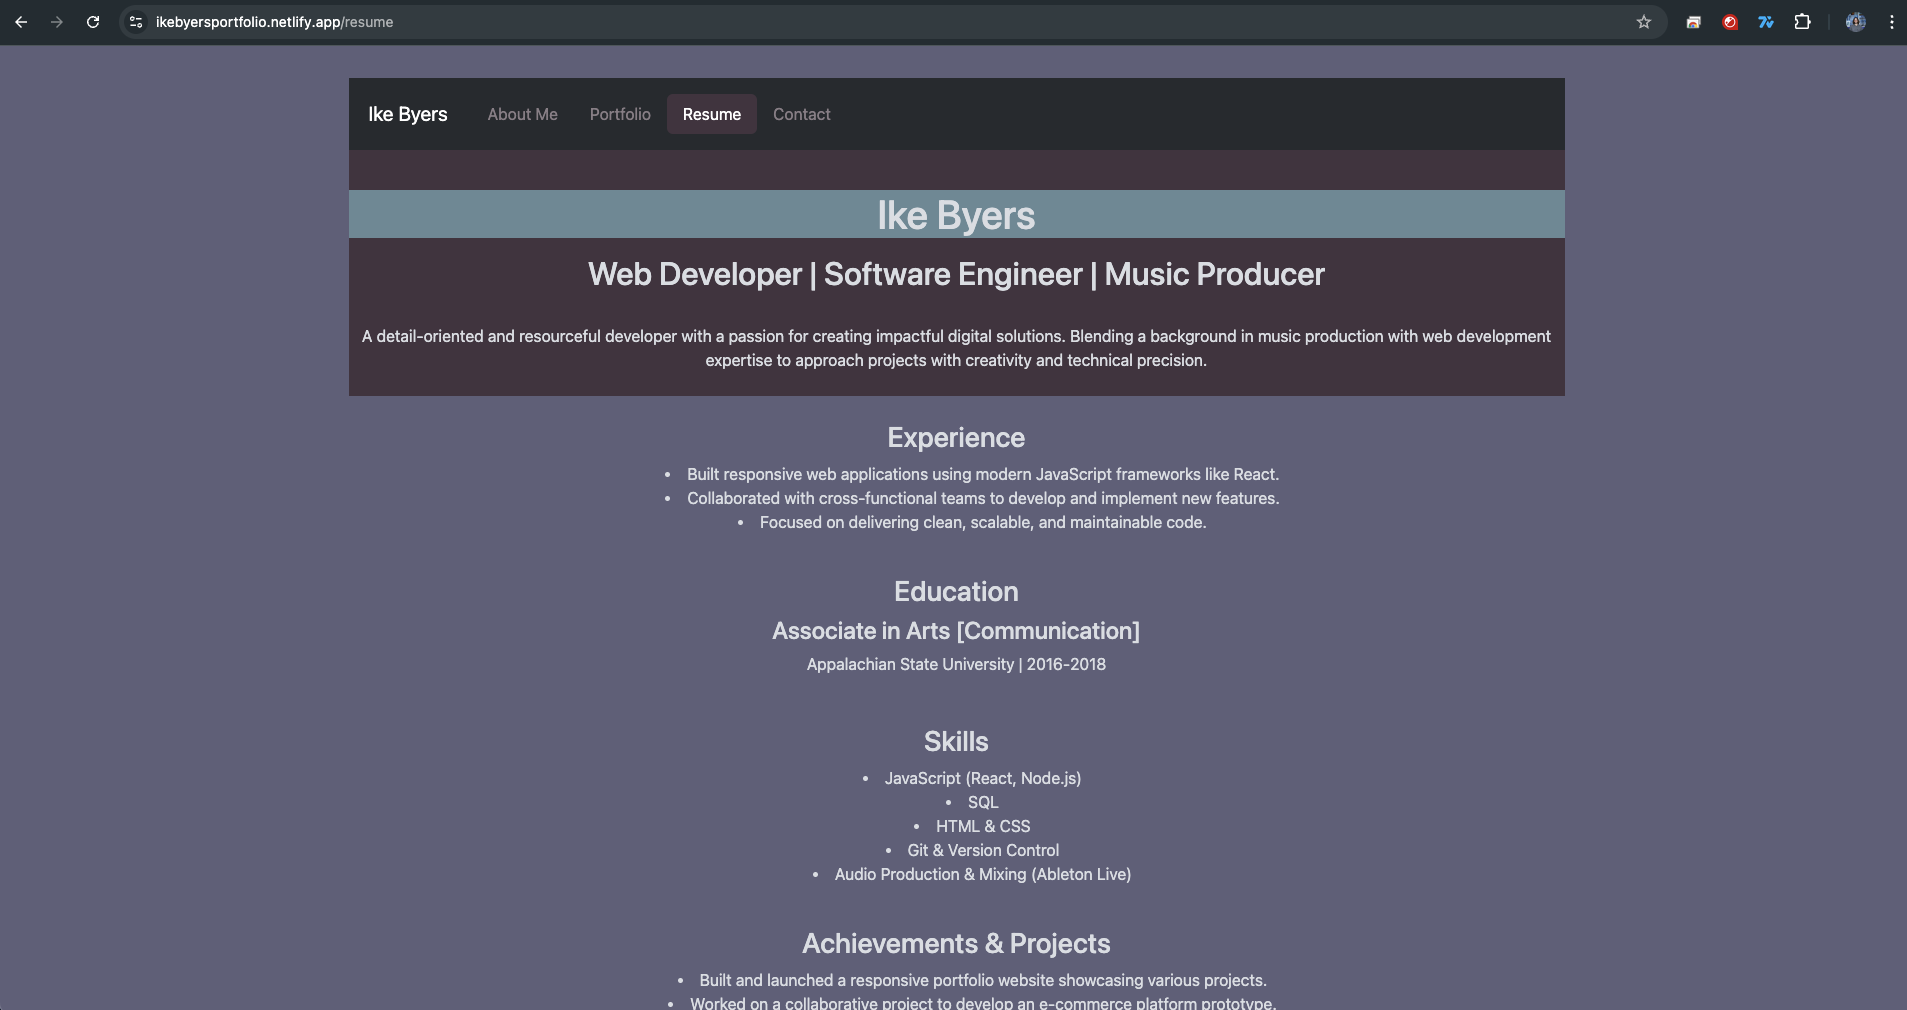 ikebyersportfolio.netlify.app/resume
Ike Byers About Me Portfolio Resume Contact
Ike Byers
Web Developer | Software Engineer | Music Producer
A detail-oriented and resourceful developer with a passion for creating impactful digital solutions. Blending a background in music production with web development
expertise to approach projects with creativity and technical precision.
Experience
• Built responsive web applications using modern JavaScript frameworks like React.
• Collaborated with cross-functional teams to develop and implement new features.
• Focused on delivering clean, scalable, and maintainable code.
Education
Associate in Arts [Communication]
Appalachian State University | 2016-2018
Skills
• JavaScript (React, Node.js)
• SQL
• HTML & CSS
• Git & Version Control
• Audio Production & Mixing (Ableton Live)
Achievements & Projects
• Built and launched a responsive portfolio website showcasing various projects.
• Worked on a collaborative project to develop an e-commerce platform prototype.